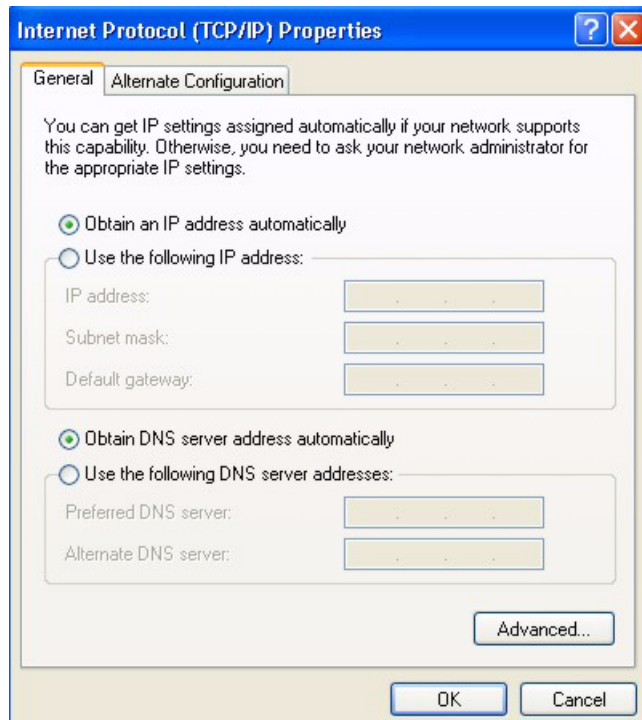 Internet Protocol (TCP/IP) Properties
General
Alternate Configuration
You can get IP settings assigned automatically if your network supports
this capability. Otherwise, you need to ask your network administrator for
the appropriate IP settings.
Obtain an IP address automatically
Use the following IP address:
IP address:
Subnet mask:
Default gateway:
Obtain DNS server address automatically
Use the following DNS server addresses:
Preferred DNS server:
Alternate DNS server:
Advanced...
OK
Cancel